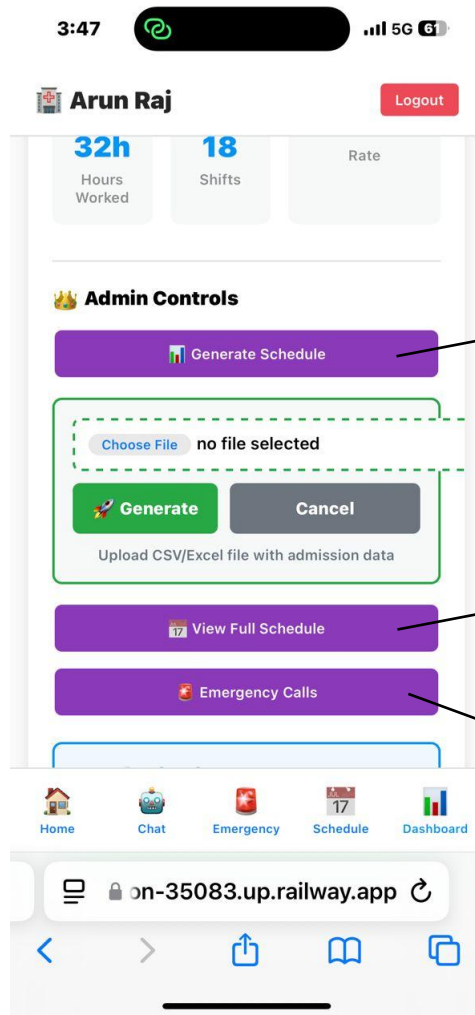 3:47 5G 61
Arun Raj Logout
32h 18
Hours Shifts Rate
Worked
Admin Controls
Generate Schedule
Choose File no file selected
Generate Cancel
Upload CSV/Excel file with admission data
17 View Full Schedule
Emergency Calls
JUL 17
Home Chat Emergency Schedule Dashboard
on-35083.up.railway.app